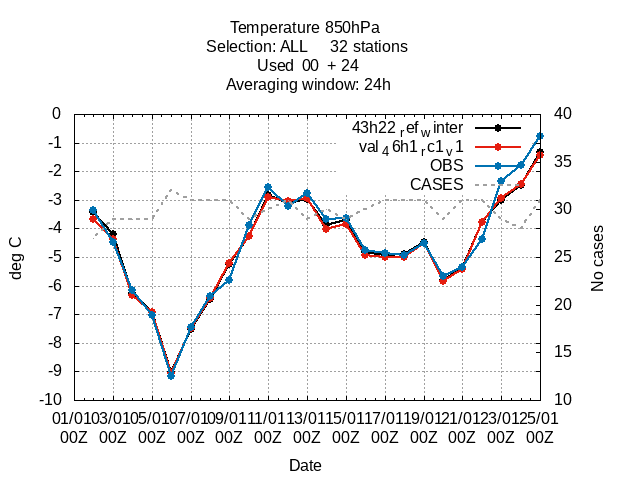 Temperature 850hPa
Selection: ALL 32 stations
Used 00 + 24
Averaging window: 24h
43h22ᵣefwinter
val₄6h1ᵣc1ᵥ1
OBS
CASES
0
-1
-2
-3
-4
-5
-6
-7
-8
-9
-10
deg C
40
35
30
25
20
15
10
No cases
01/01 03/01 05/01 07/01 09/01 11/01 13/01 15/01 17/01 19/01 21/01 23/01 25/01
00Z 00Z 00Z 00Z 00Z 00Z 00Z 00Z 00Z 00Z 00Z 00Z 00Z
Date